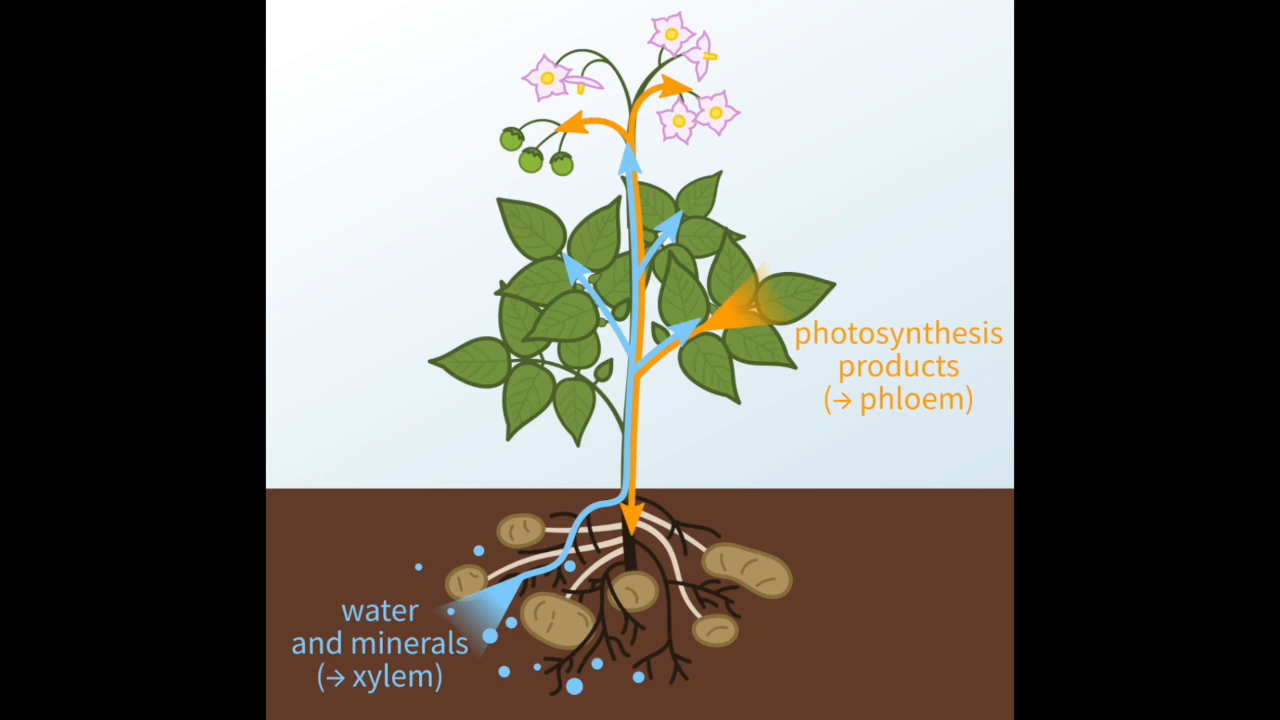 photosynthesis
products
(→ phloem)
water
and minerals
(→ xylem)